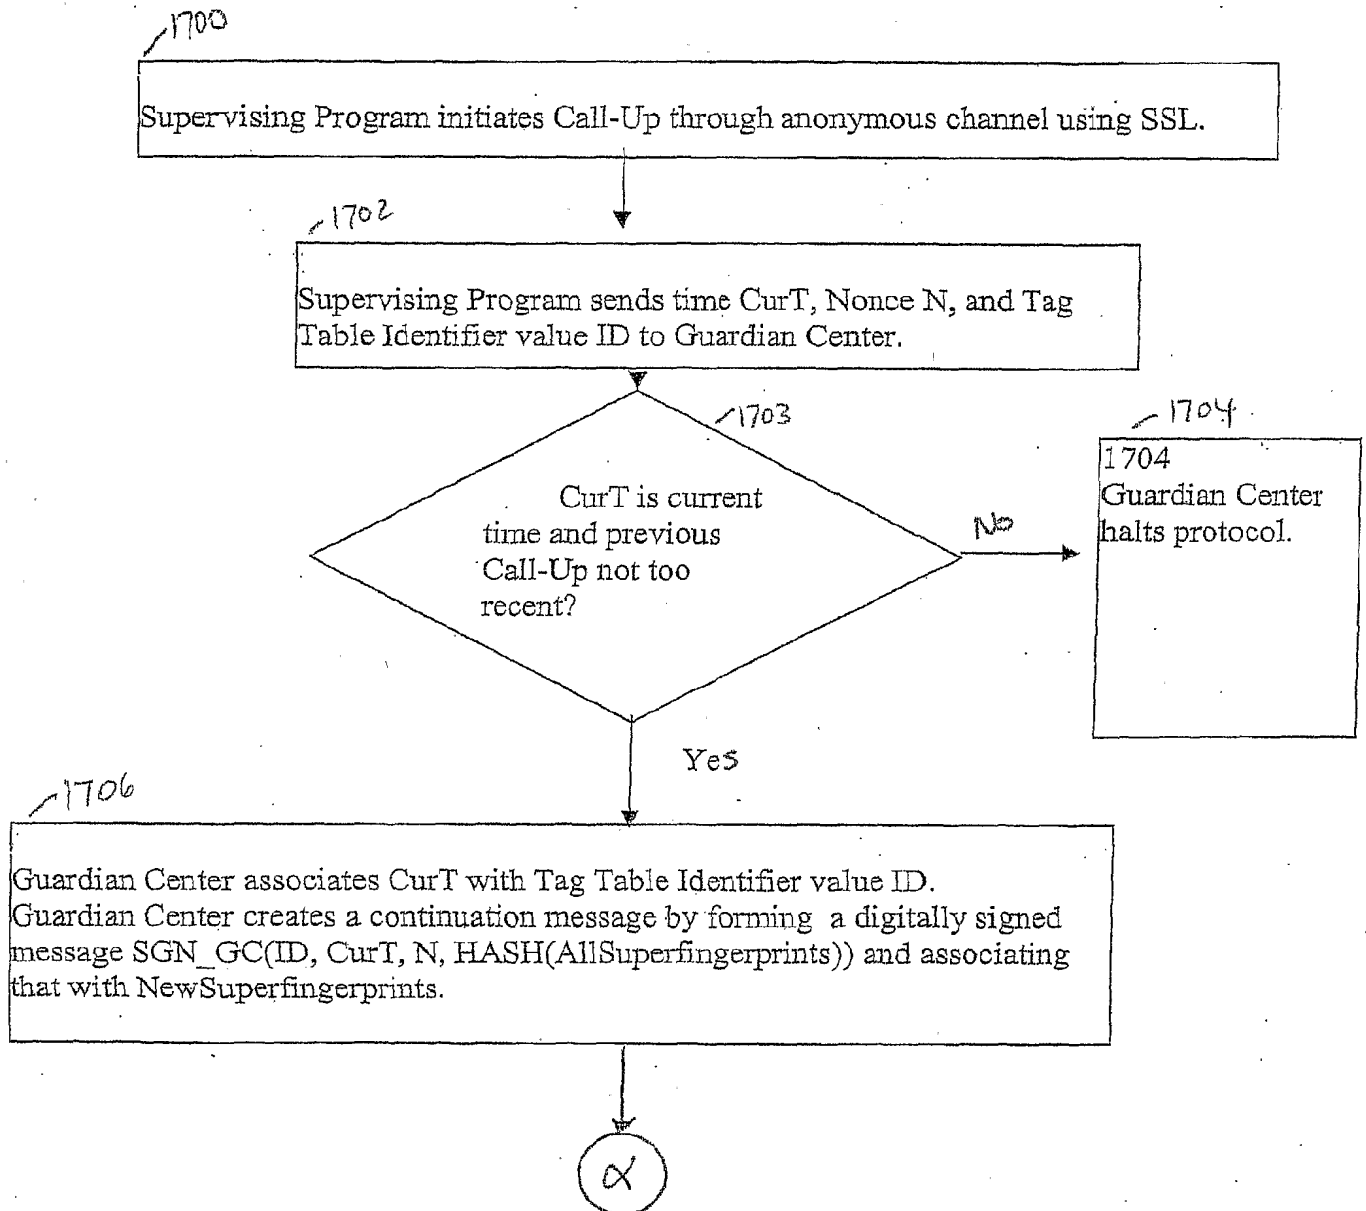 1700
Supervising Program initiates Call-Up through anonymous channel using SSL.
1702
Supervising Program sends time CurT, Nonce N, and Tag
Table Identifier value ID to Guardian Center.
1703
CurT is current
time and previous
Call-Up not too
recent?
No
1704
1704
Guardian Center
halts protocol.
Yes
1706
Guardian Center associates CurT with Tag Table Identifier value ID.
Guardian Center creates a continuation message by forming a digitally signed
message SGN_GC(ID, CurT, N, HASH(AllSuperfingerprints)) and associating
that with NewSuperfingerprints.
α